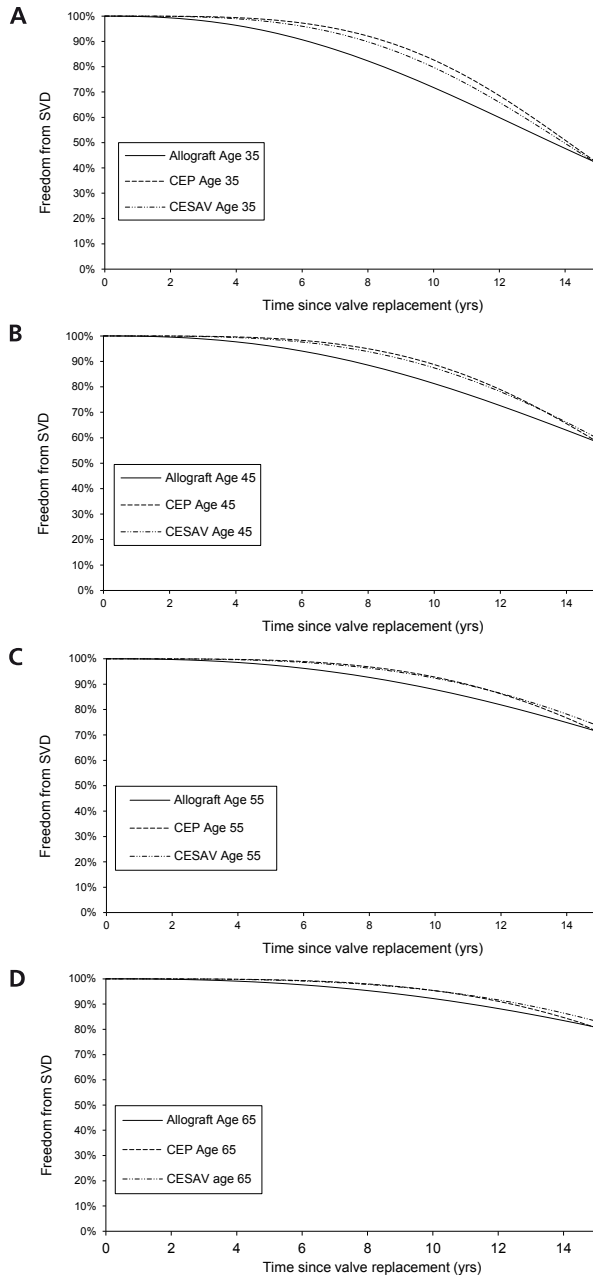 A
100%
90%
80%
70%
60%
50%
40%
30%
20%
10%
0%
Freedom from SVD
Allograft Age 35
CEP Age 35
CESAV Age 35
0 2 4 6 8 10 12 14
Time since valve replacement (yrs)
B
100%
90%
80%
70%
60%
50%
40%
30%
20%
10%
0%
Freedom from SVD
Allograft Age 45
CEP Age 45
CESAV Age 45
0 2 4 6 8 10 12 14
Time since valve replacement (yrs)
C
100%
90%
80%
70%
60%
50%
40%
30%
20%
10%
0%
Freedom from SVD
Allograft Age 55
CEP Age 55
CESAV Age 55
0 2 4 6 8 10 12 14
Time since valve replacement (yrs)
D
100%
90%
80%
70%
60%
50%
40%
30%
20%
10%
0%
Freedom from SVD
Allograft Age 65
CEP Age 65
CESAV age 65
0 2 4 6 8 10 12 14
Time since valve replacement (yrs)